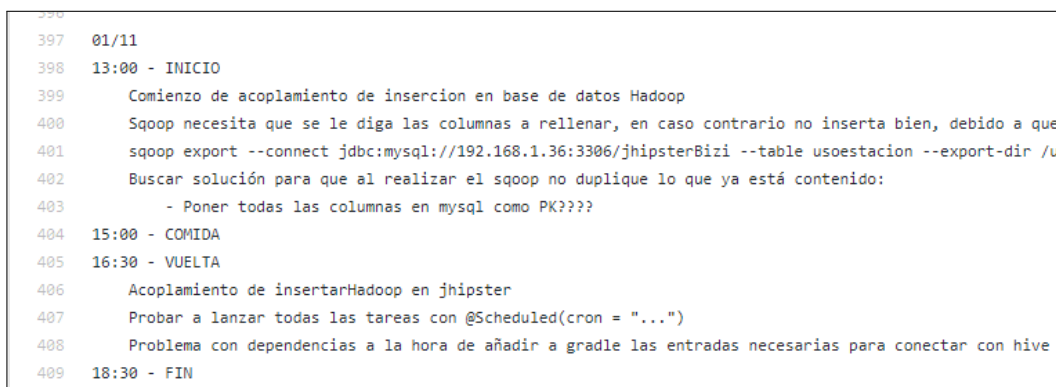 396
397 01/11
398 13:00 - INICIO
399 Comienzo de acoplamiento de insercion en base de datos Hadoop
400 Sqoop necesita que se le diga las columnas a rellenar, en caso contrario no inserta bien, debido a que
401 sqoop export --connect jdbc:mysql://192.168.1.36:3306/jhipsterBizi --table usoestacion --export-dir /u
402 Buscar solución para que al realizar el sqoop no duplique lo que ya está contenido:
403 - Poner todas las columnas en mysql como PK????
404 15:00 - COMIDA
405 16:30 - VUELTA
406 Acoplamiento de insertarHadoop en jhipster
407 Probar a lanzar todas las tareas con @Scheduled(cron = "...")
408 Problema con dependencias a la hora de añadir a gradle las entradas necesarias para conectar con hive
409 18:30 - FIN